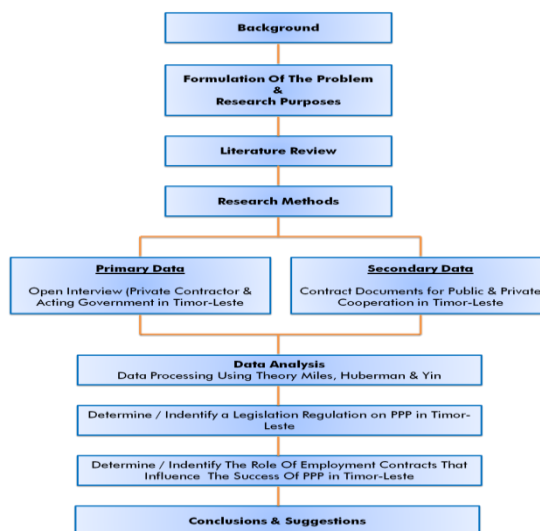 Background
Formulation Of The Problem
&
Research Purposes
Literature Review
Research Methods
Primary Data
Open Interview (Private Contractor &
Acting Government in Timor-Leste
Secondary Data
Contract Documents for Public & Private
Cooperation in Timor-Leste
Data Analysis
Data Processing Using Theory Miles, Huberman & Yin
Determine / Indentify a Legislation Regulation on PPP in Timor-
Leste
Determine / Indentify The Role Of Employment Contracts That
Influence The Success Of PPP in Timor-Leste
Conclusions & Suggestions